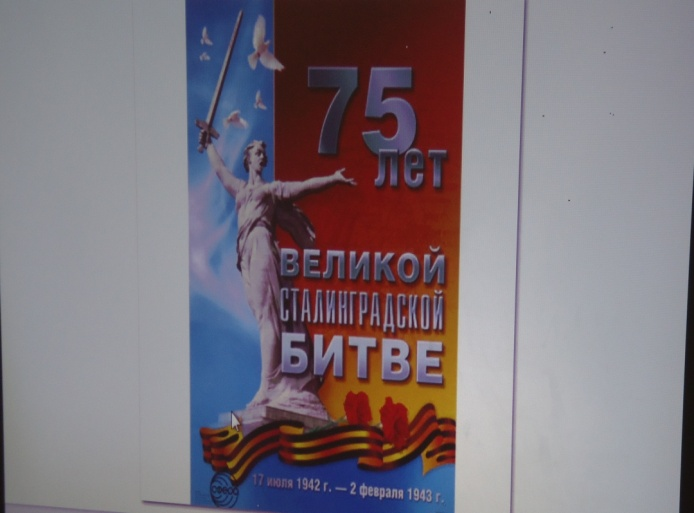 75
лет
ВЕЛИКОЙ
СТАЛИНГРАДСКОЙ
БИТВЕ
17 июля 1942 г. — 2 февраля 1943 г.